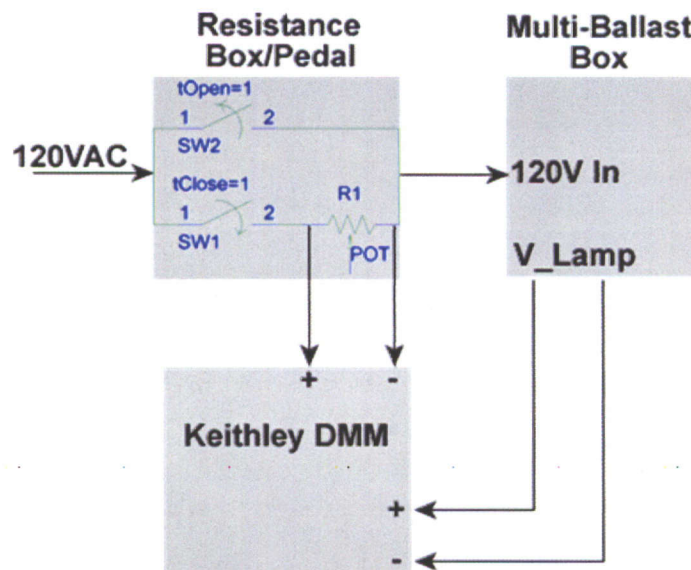 Resistance
Box/Pedal
Multi-Ballast
Box
tOpen=1
1 2
SW2
120VAC
tClose=1
R1
120V In
1 2
SW1
POT
V_Lamp
+ -
Keithley DMM
+
-